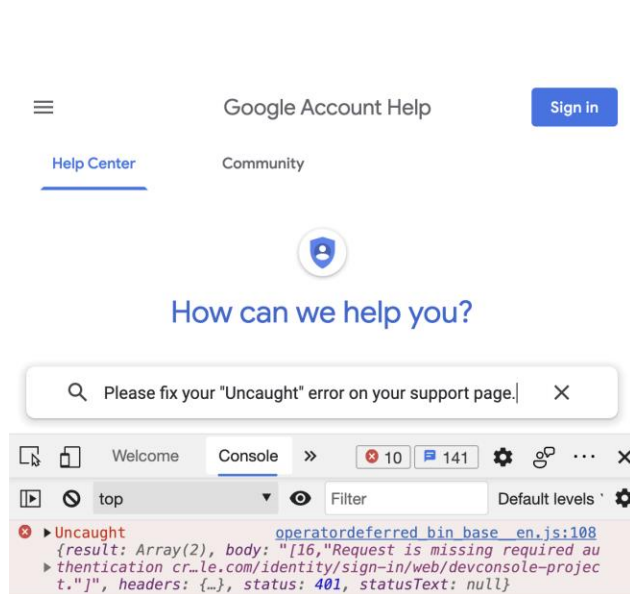 Google Account Help
Sign in
Help Center
Community
How can we help you?
Please fix your "Uncaught" error on your support page.
Welcome
Console
10
141
top
Filter
Default levels
Uncaught operatordeferred_bin_base__en.js:108
{result: Array(2), body: "[16,"Request is missing required au
thentication cr…le.com/identity/sign-in/web/devconsole-projec
t."]", headers: {…}, status: 401, statusText: null}